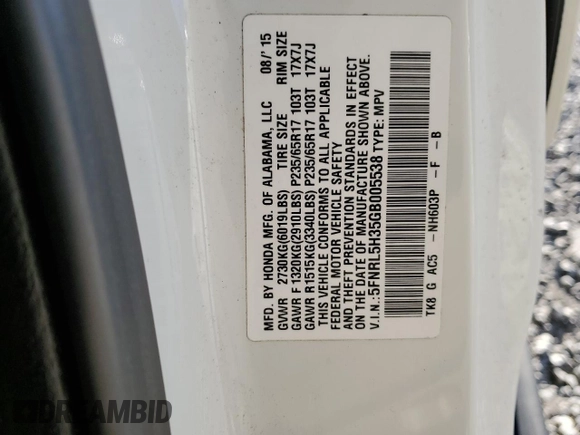 MFD. BY HONDA MFG. OF ALABAMA, LLC 08/'15
GVWR 2730KG(6019LBS) TIRE SIZE RIM SIZE
GAWR F 1320KG(2910LBS) P235/65R17 103T 17X7J
GAWR R 1515KG(3340LBS) P235/65R17 103T 17X7J
THIS VEHICLE CONFORMS TO ALL APPLICABLE
FEDERAL MOTOR VEHICLE SAFETY
AND THEFT PREVENTION STANDARDS IN EFFECT
ON THE DATE OF MANUFACTURE SHOWN ABOVE.
V.I.N.:5FNRL5H35GB005538 TYPE: MPV
TK8 G AC5 -NH603P -F -B
DREAMBID